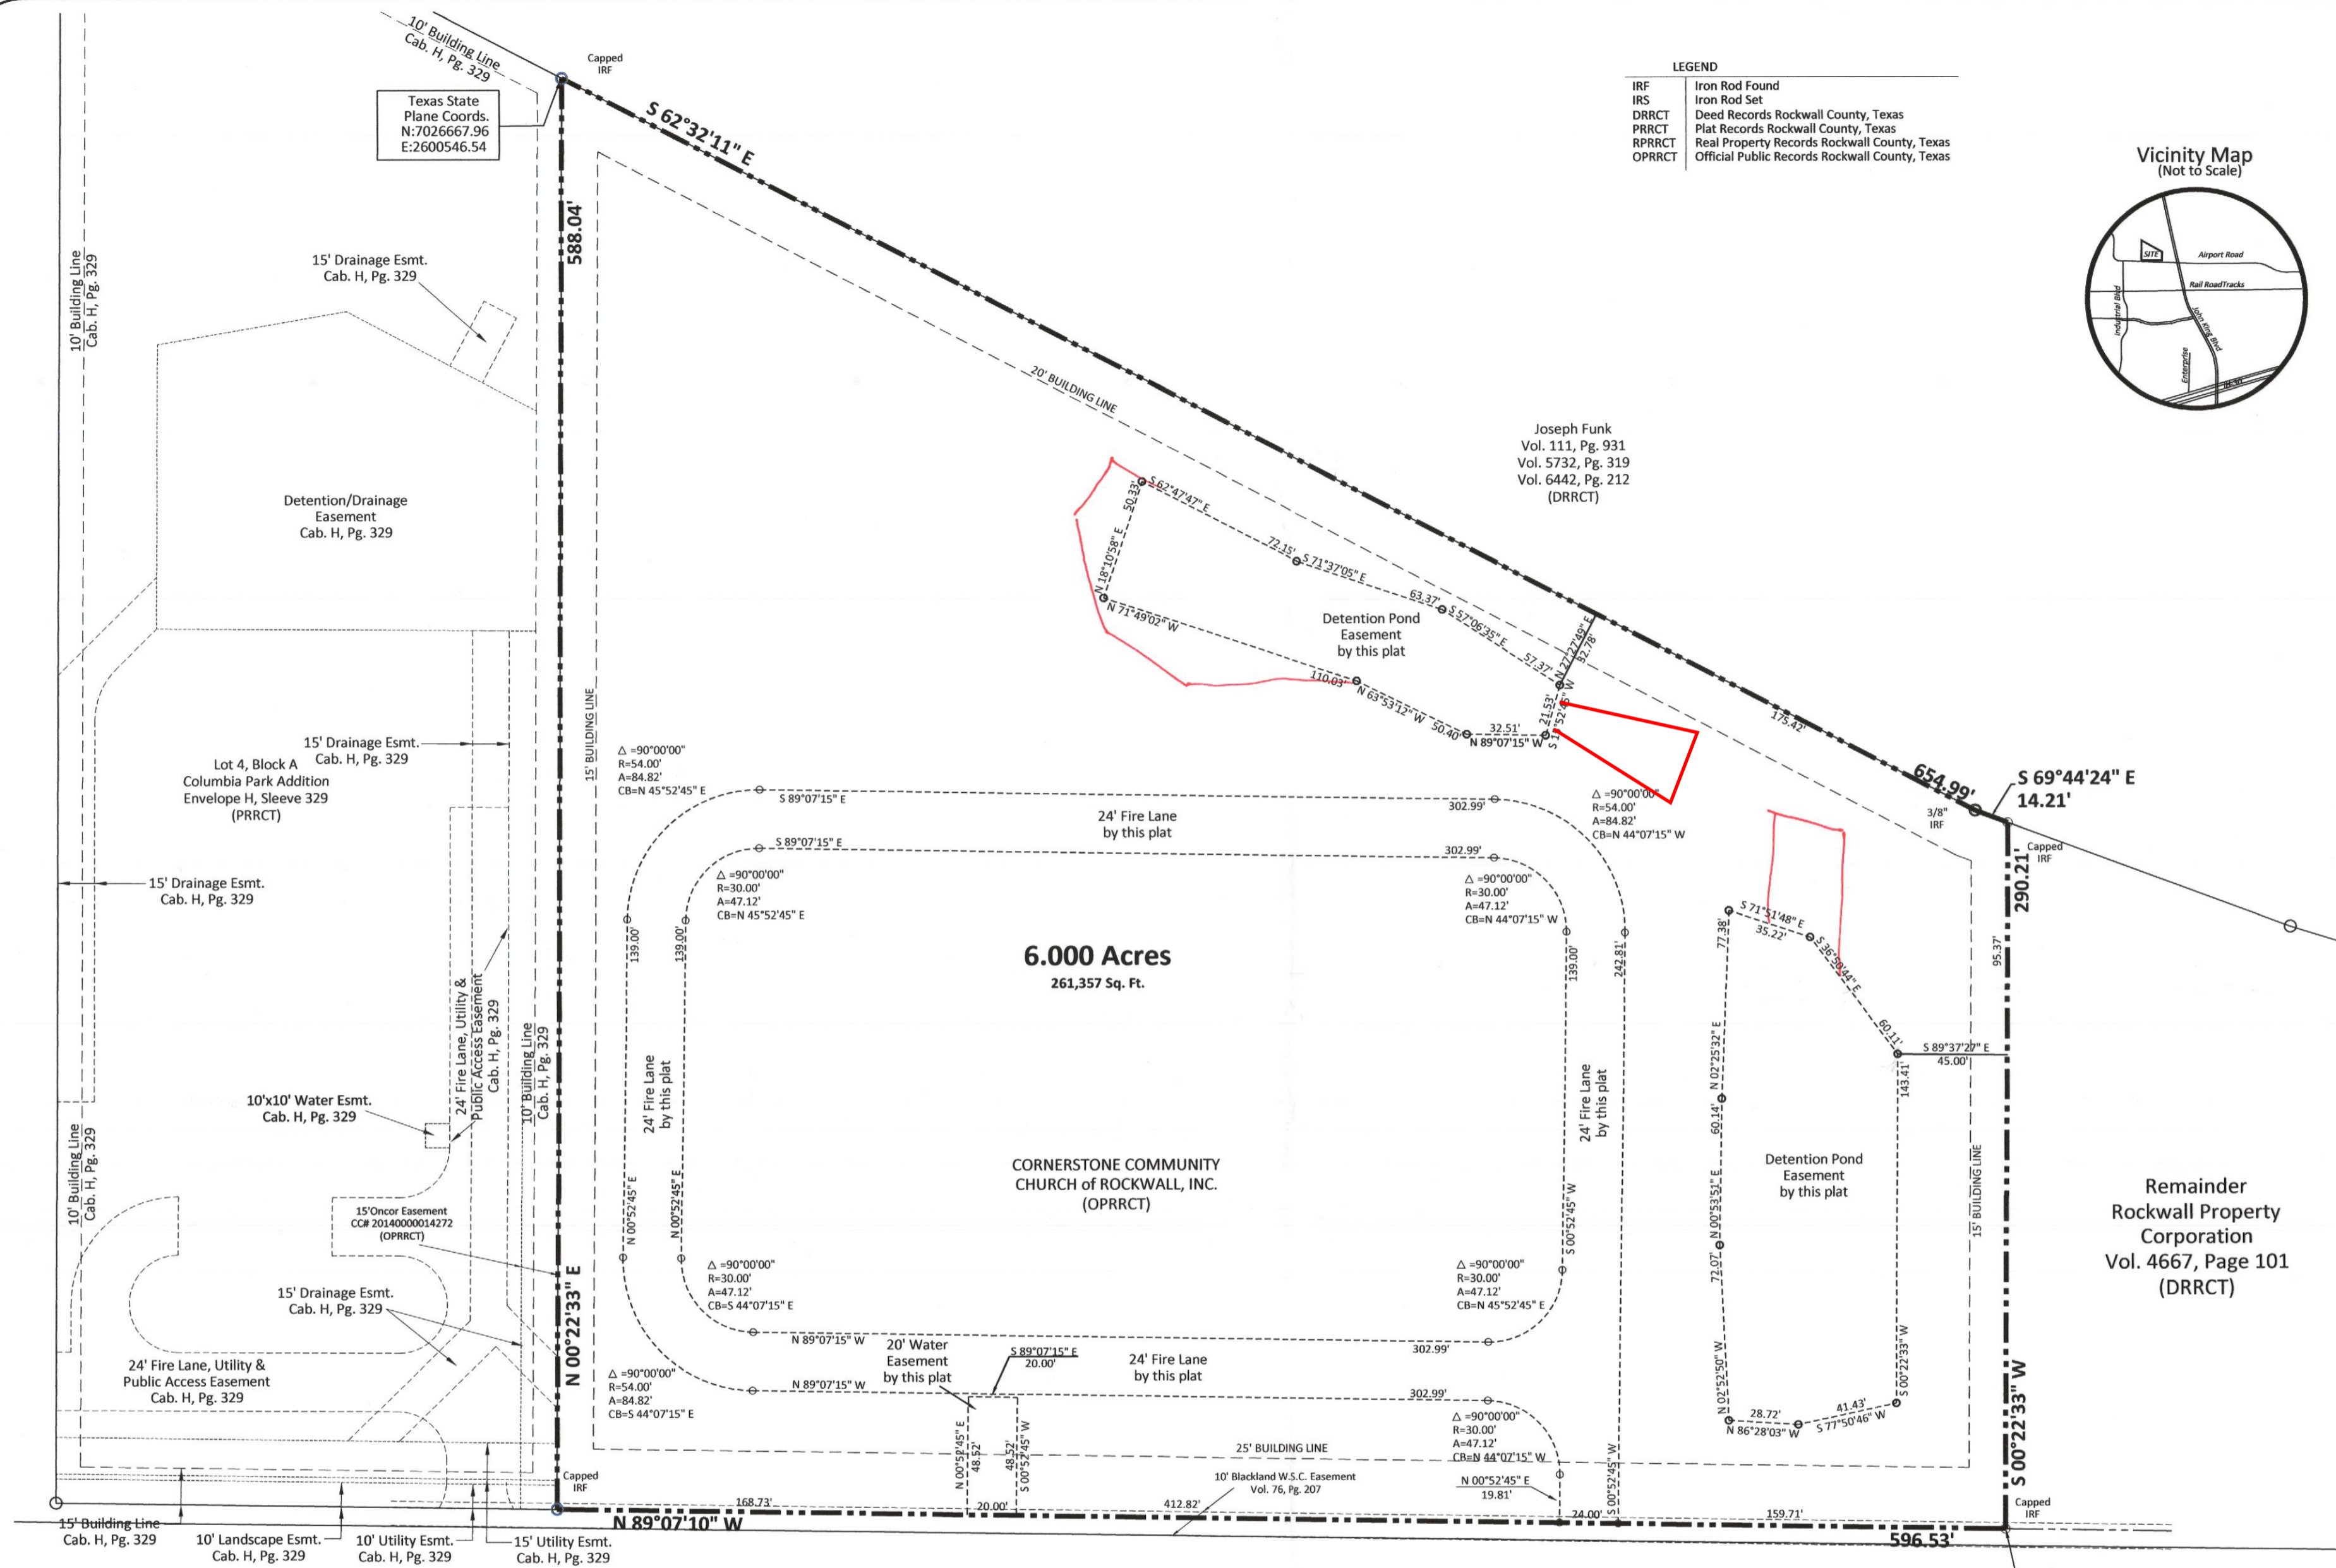 10' Building Line
Cab. H, Pg. 329
Capped
IRF
Texas State
Plane Coords.
N:7026667.96
E:2600546.54
S 62°32'11" E
588.04'
LEGEND
IRF Iron Rod Found
IRS Iron Rod Set
DRRCT Deed Records Rockwall County, Texas
PRRCT Plat Records Rockwall County, Texas
RPRRCT Real Property Records Rockwall County, Texas
OPRRCT Official Public Records Rockwall County, Texas
Vicinity Map
(Not to Scale)
SITE
Airport Road
Rail RoadTracks
Industrial Blvd
John King Blvd
Enterprise
IH-30
10' Building Line
Cab. H, Pg. 329
15' Drainage Esmt.
Cab. H, Pg. 329
Detention/Drainage
Easement
Cab. H, Pg. 329
20' BUILDING LINE
Joseph Funk
Vol. 111, Pg. 931
Vol. 5732, Pg. 319
Vol. 6442, Pg. 212
(DRRCT)
S 62°47'47" E
50.33'
N 18°10'58" E
72.15'
S 71°37'05" E
63.37'
S 57°06'35" E
57.37'
N 71°49'02" W
110.03'
N 63°53'12" W
50.40'
32.51'
N 89°07'15" W
21.53'
N 27°27'49" E
32.78'
Detention Pond
Easement
by this plat
175.42'
654.99'
S 69°44'24" E
14.21'
3/8"
IRF
Capped
IRF
290.21'
95.37'
15' BUILDING LINE
15' Drainage Esmt.
Cab. H, Pg. 329
Lot 4, Block A
Columbia Park Addition
Envelope H, Sleeve 329
(PRRCT)
15' Drainage Esmt.
Cab. H, Pg. 329
24' Fire Lane, Utility &
Public Access Easement
Cab. H, Pg. 329
10' Building Line
Cab. H, Pg. 329
10'x10' Water Esmt.
Cab. H, Pg. 329
10' Building Line
Cab. H, Pg. 329
15'Oncor Easement
CC# 20140000014272
(OPRRCT)
15' Drainage Esmt.
Cab. H, Pg. 329
24' Fire Lane, Utility &
Public Access Easement
Cab. H, Pg. 329
Δ =90°00'00"
R=54.00'
A=84.82'
CB=N 45°52'45" E
S 89°07'15" E
302.99'
24' Fire Lane
by this plat
S 89°07'15" E
302.99'
Δ =90°00'00"
R=54.00'
A=84.82'
CB=N 44°07'15" W
Δ =90°00'00"
R=30.00'
A=47.12'
CB=N 45°52'45" E
Δ =90°00'00"
R=30.00'
A=47.12'
CB=N 44°07'15" W
139.00'
139.00'
139.00'
242.81'
6.000 Acres
261,357 Sq. Ft.
24' Fire Lane
by this plat
24' Fire Lane
by this plat
N 00°52'45" E
N 00°52'45" E
S 00°52'45" W
CORNERSTONE COMMUNITY
CHURCH of ROCKWALL, INC.
(OPRRCT)
S 71°51'48" E
35.22'
S 36°50'44" E
60.11'
S 89°37'27" E
45.00'
77.38'
N 02°25'32" E
60.14'
N 00°53'51" E
72.07'
N 02°52'50" W
143.41'
S 00°22'33" W
28.72'
N 86°28'03" W
41.43'
S 77°50'46" W
Detention Pond
Easement
by this plat
15' BUILDING LINE
Remainder
Rockwall Property
Corporation
Vol. 4667, Page 101
(DRRCT)
Δ =90°00'00"
R=30.00'
A=47.12'
CB=S 44°07'15" E
Δ =90°00'00"
R=30.00'
A=47.12'
CB=N 45°52'45" E
N 89°07'15" W
302.99'
20' Water
Easement
by this plat
S 89°07'15" E
20.00'
24' Fire Lane
by this plat
N 89°07'15" W
302.99'
Δ =90°00'00"
R=54.00'
A=84.82'
CB=S 44°07'15" E
Δ =90°00'00"
R=30.00'
A=47.12'
CB=N 44°07'15" W
N 00°52'45" E
19.81'
S 00°52'45" W
N 00°52'45" E
48.52'
48.52'
S 00°52'45" W
25' BUILDING LINE
10' Blackland W.S.C. Easement
Vol. 76, Pg. 207
N 00°22'33" E
S 00°22'33" W
Capped
IRF
Capped
IRF
168.73'
20.00'
412.82'
24.00'
159.71'
N 89°07'10" W
596.53'
15' Building Line
Cab. H, Pg. 329
10' Landscape Esmt.
Cab. H, Pg. 329
10' Utility Esmt.
Cab. H, Pg. 329
15' Utility Esmt.
Cab. H, Pg. 329